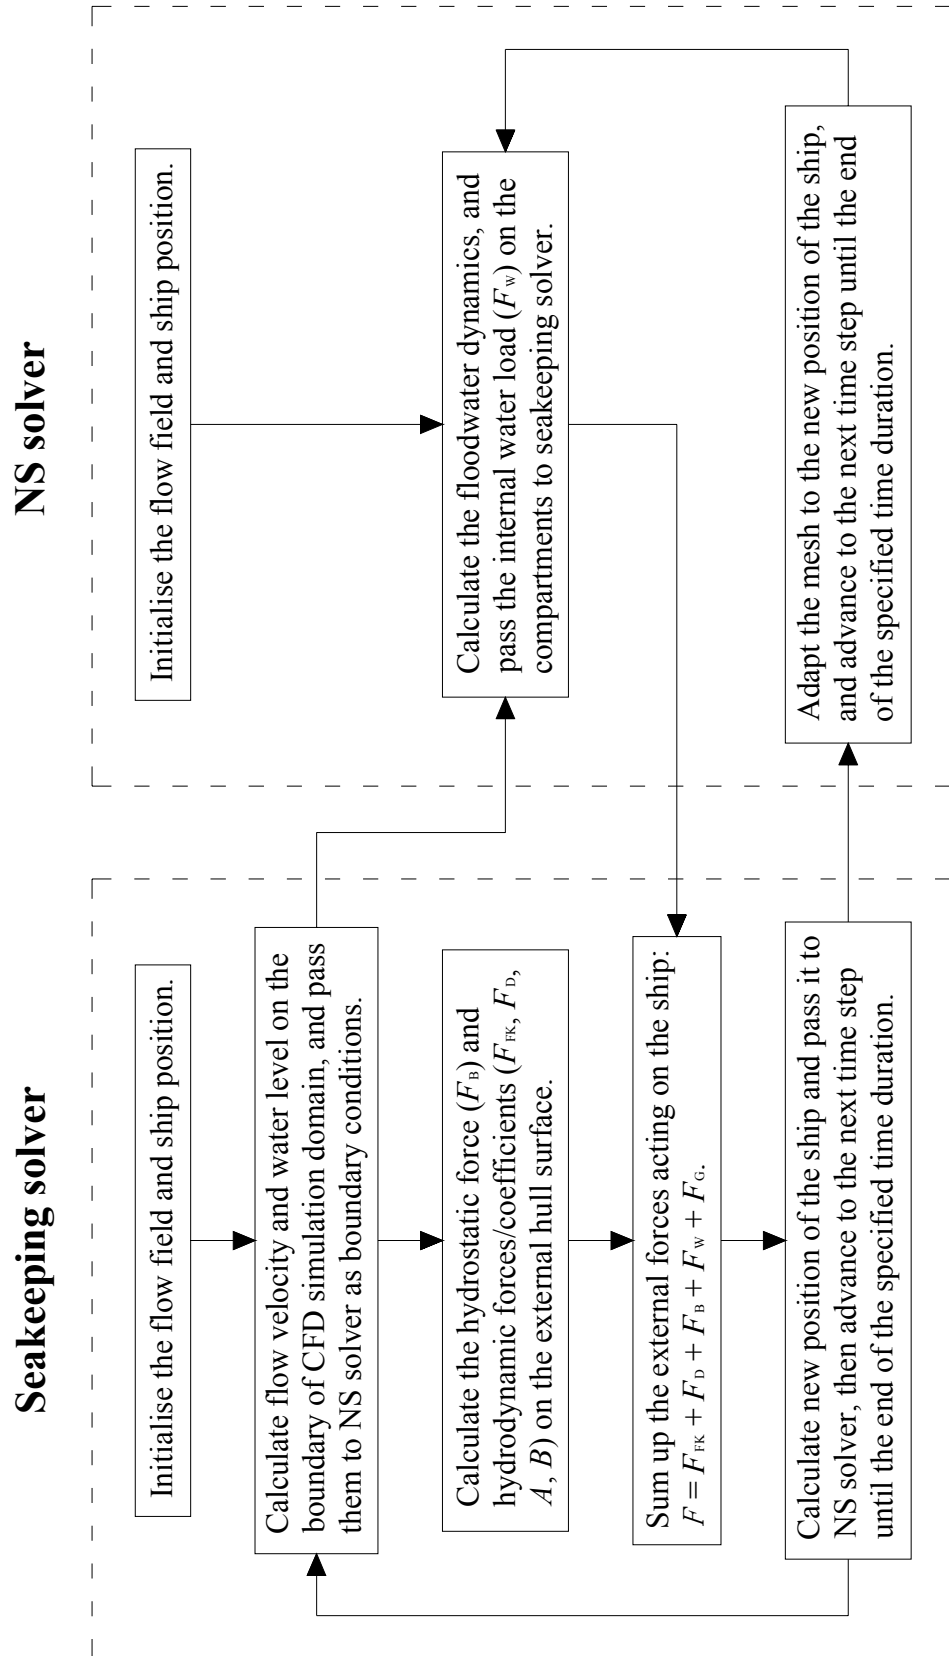 Seakeeping solver
Initialise the flow field and ship position.
Calculate flow velocity and water level on the
boundary of CFD simulation domain, and pass
them to NS solver as boundary conditions.
Calculate the hydrostatic force (F_B) and
hydrodynamic forces/coefficients (F_FK, F_D,
A, B) on the external hull surface.
Sum up the external forces acting on the ship:
F = F_FK + F_D + F_B + F_W + F_G.
Calculate new position of the ship and pass it to
NS solver, then advance to the next time step
until the end of the specified time duration.
NS solver
Initialise the flow field and ship position.
Calculate the floodwater dynamics, and
pass the internal water load (F_W) on the
compartments to seakeeping solver.
Adapt the mesh to the new position of the ship,
and advance to the next time step until the end
of the specified time duration.